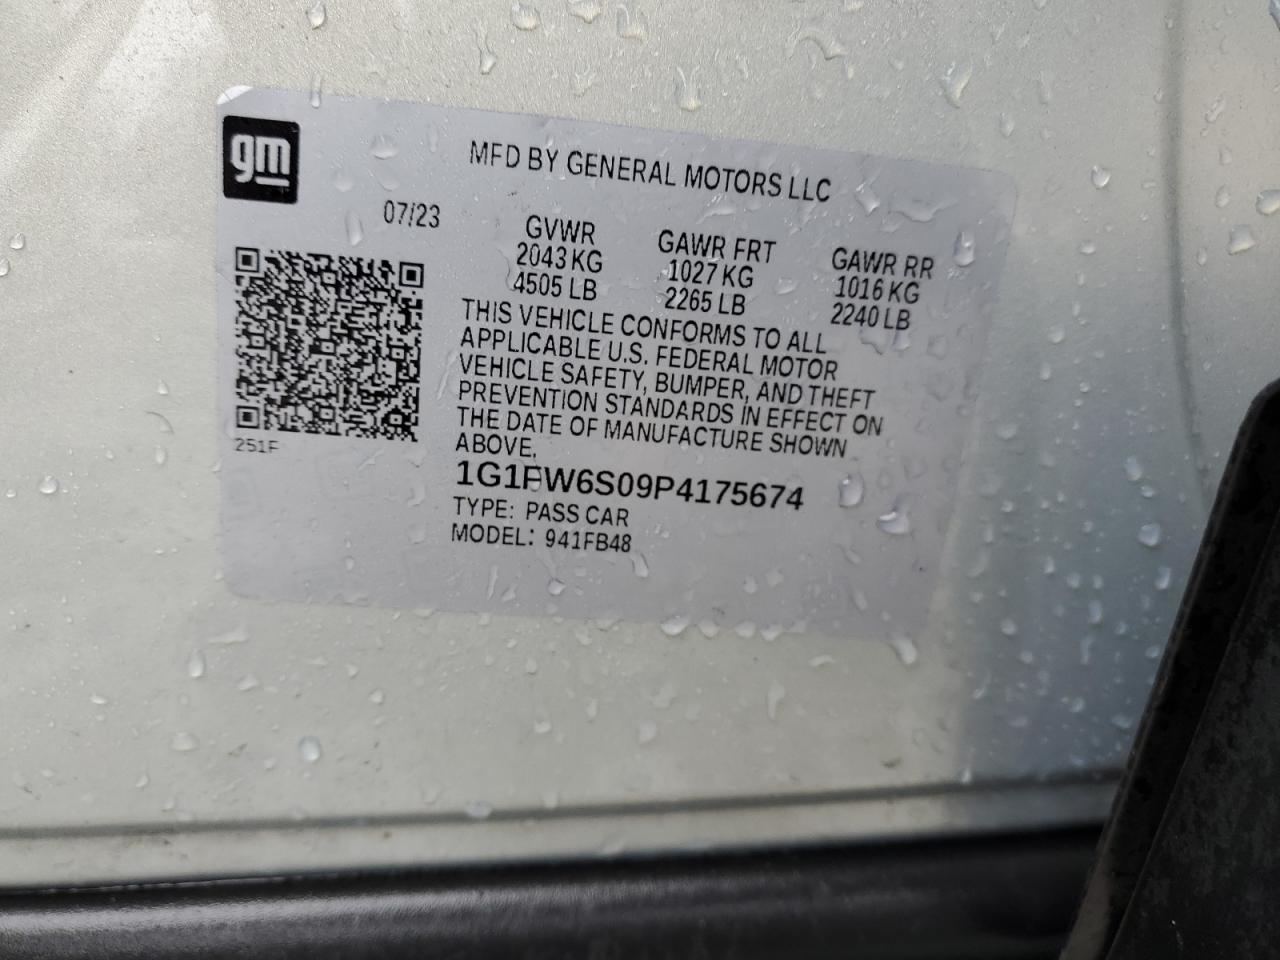 gm
MFD BY GENERAL MOTORS LLC
07/23
GVWR GAWR FRT GAWR RR
2043 KG 1027 KG 1016 KG
4505 LB 2265 LB 2240 LB
THIS VEHICLE CONFORMS TO ALL
APPLICABLE U.S. FEDERAL MOTOR
VEHICLE SAFETY, BUMPER, AND THEFT
PREVENTION STANDARDS IN EFFECT ON
THE DATE OF MANUFACTURE SHOWN
ABOVE.
251F
1G1FW6S09P4175674
TYPE: PASS CAR
MODEL: 941FB48